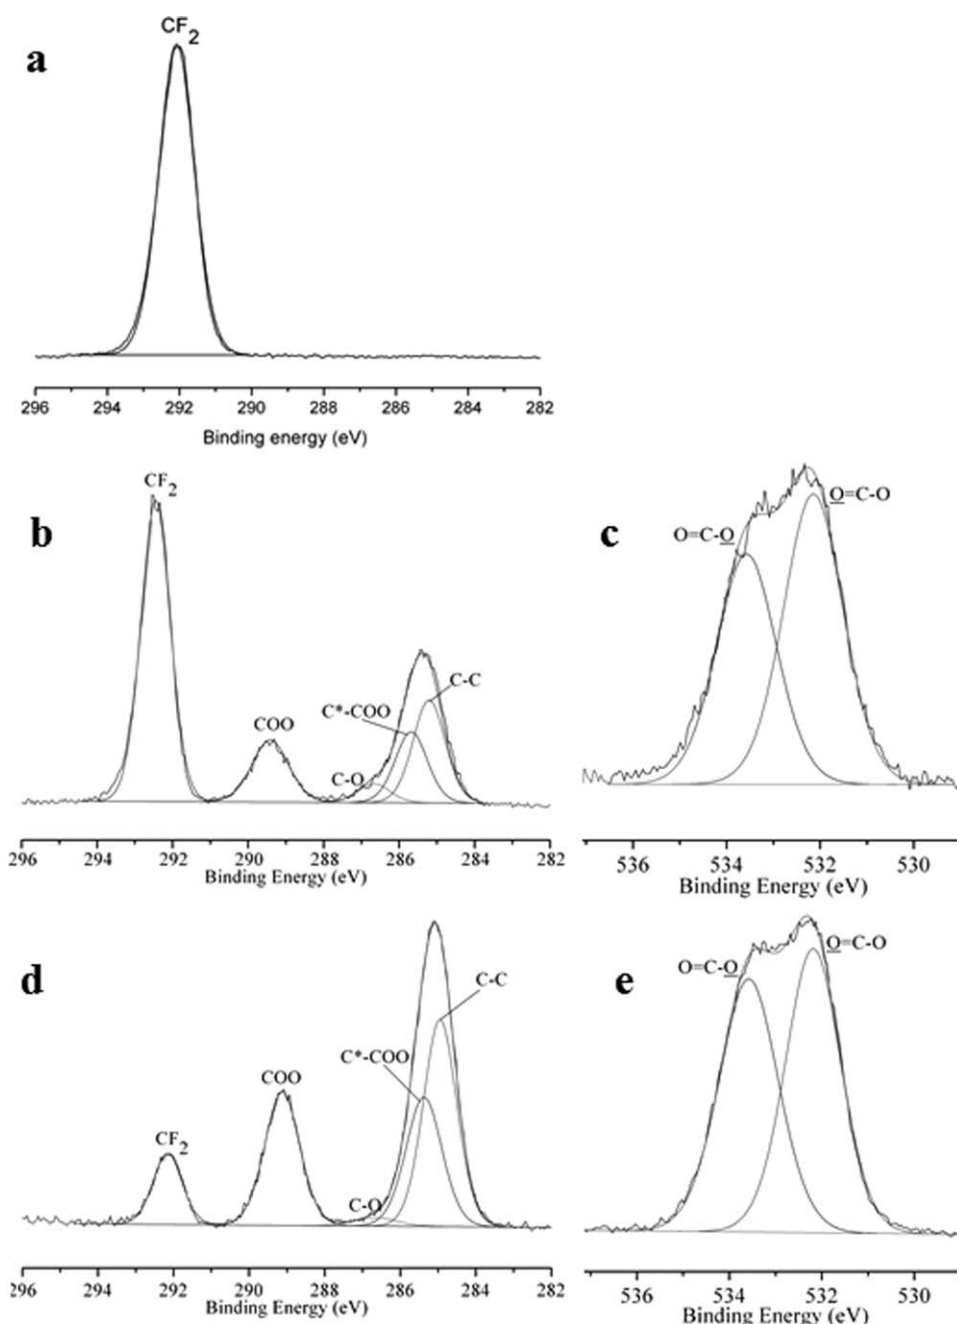 CF2
a
296 294 292 290 288 286 284 282
Binding energy (eV)
CF2
b
COO
C*-COO
C-C
C-O
296 294 292 290 288 286 284 282
Binding Energy (eV)
c
O=C-O
O=C-O
536 534 532 530
Binding Energy (eV)
d
CF2
COO
C*-COO
C-C
C-O
296 294 292 290 288 286 284 282
Binding Energy (eV)
e
O=C-O
O=C-O
536 534 532 530
Binding Energy (eV)